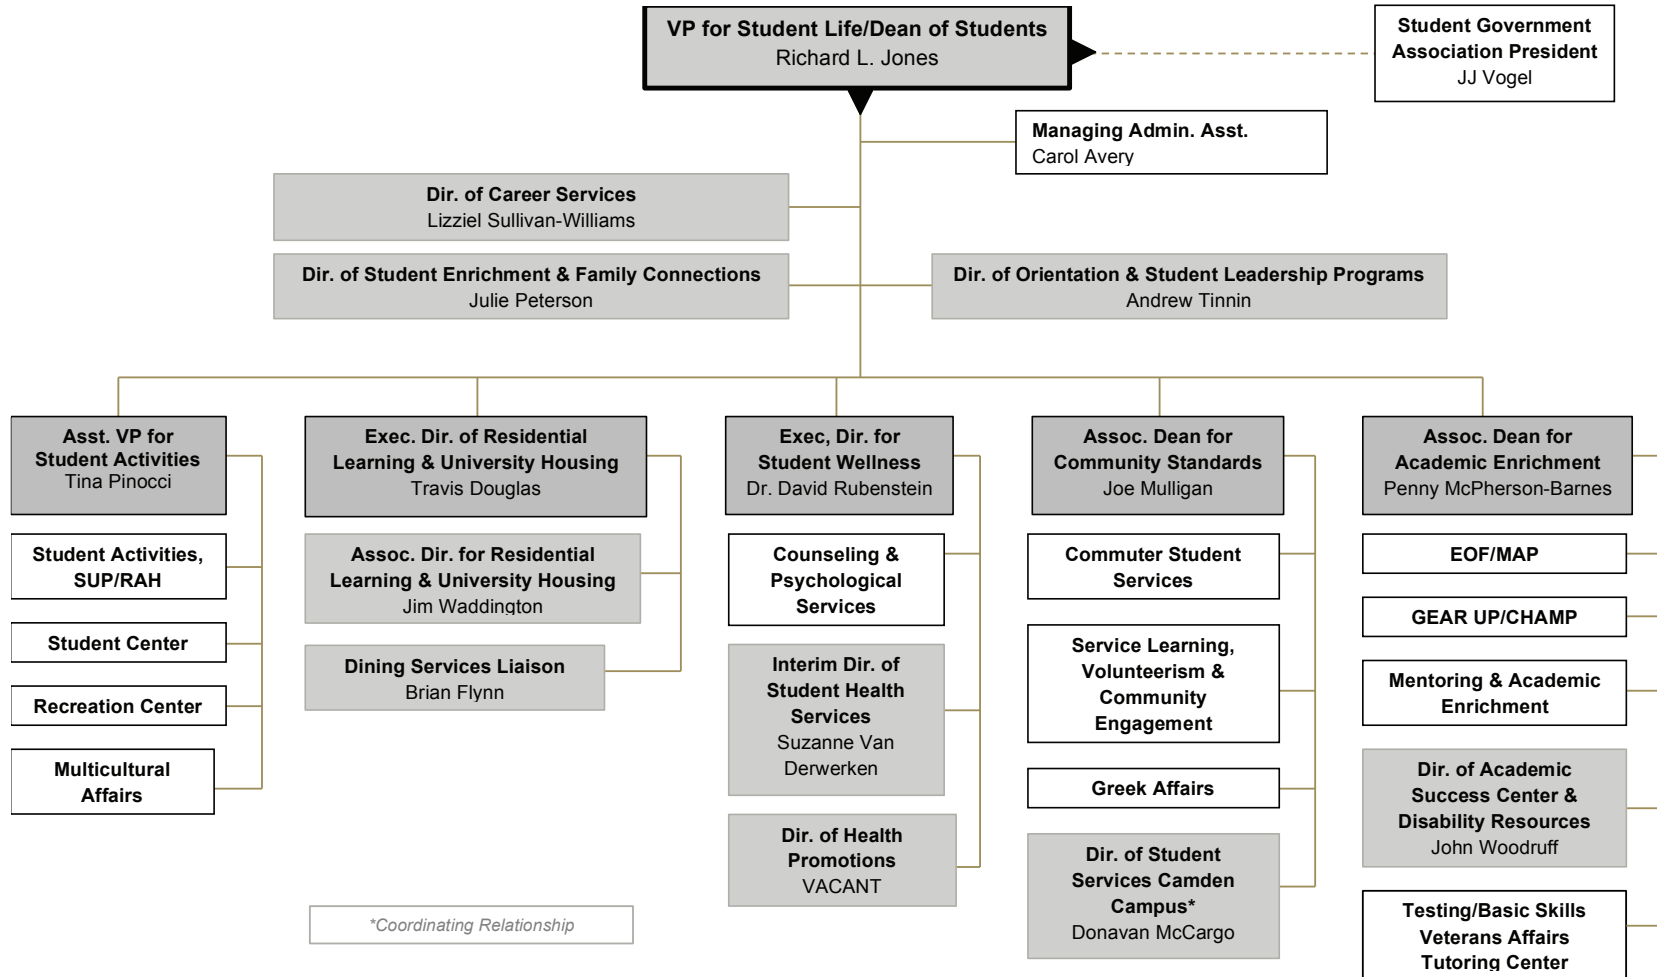 VP for Student Life/Dean of Students
Richard L. Jones
Student Government
Association President
JJ Vogel
Managing Admin. Asst.
Carol Avery
Dir. of Career Services
Lizziel Sullivan-Williams
Dir. of Student Enrichment & Family Connections
Julie Peterson
Dir. of Orientation & Student Leadership Programs
Andrew Tinnin
Asst. VP for
Student Activities
Tina Pinocci
Student Activities,
SUP/RAH
Student Center
Recreation Center
Multicultural
Affairs
Exec. Dir. of Residential
Learning & University Housing
Travis Douglas
Assoc. Dir. for Residential
Learning & University Housing
Jim Waddington
Dining Services Liaison
Brian Flynn
*Coordinating Relationship
Exec, Dir. for
Student Wellness
Dr. David Rubenstein
Counseling &
Psychological
Services
Interim Dir. of
Student Health
Services
Suzanne Van
Derwerken
Dir. of Health
Promotions
VACANT
Assoc. Dean for
Community Standards
Joe Mulligan
Commuter Student
Services
Service Learning,
Volunteerism &
Community
Engagement
Greek Affairs
Dir. of Student
Services Camden
Campus*
Donavan McCargo
Assoc. Dean for
Academic Enrichment
Penny McPherson-Barnes
EOF/MAP
GEAR UP/CHAMP
Mentoring & Academic
Enrichment
Dir. of Academic
Success Center &
Disability Resources
John Woodruff
Testing/Basic Skills
Veterans Affairs
Tutoring Center